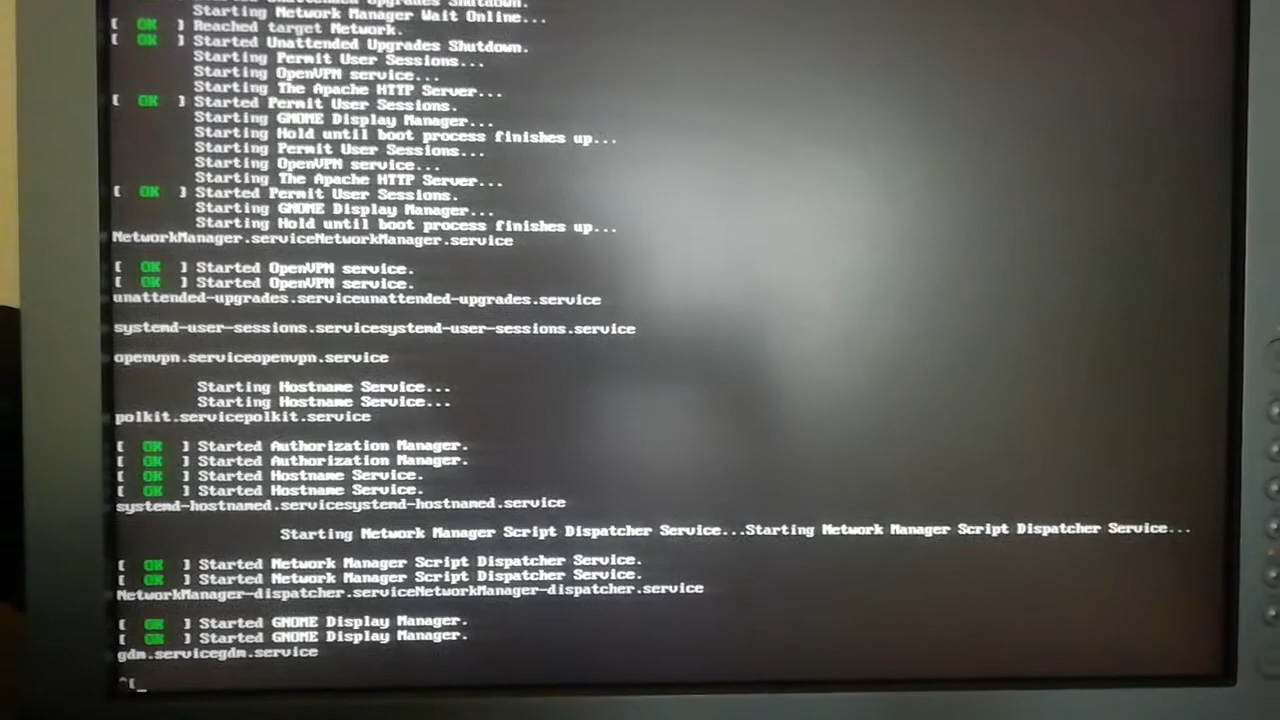 Started Unattended Upgrades Shutdown.
Starting Network Manager Wait Online...
[ OK ] Reached target Network.
[ OK ] Started Unattended Upgrades Shutdown.
Starting Permit User Sessions...
Starting OpenVPN service...
Starting The Apache HTTP Server...
[ OK ] Started Permit User Sessions.
Starting GNOME Display Manager...
Starting Hold until boot process finishes up...
Starting Permit User Sessions...
Starting OpenVPN service...
Starting The Apache HTTP Server...
[ OK ] Started Permit User Sessions.
Starting GNOME Display Manager...
Starting Hold until boot process finishes up...
NetworkManager.serviceNetworkManager.service
[ OK ] Started OpenVPN service.
[ OK ] Started OpenVPN service.
unattended-upgrades.serviceunattended-upgrades.service
systemd-user-sessions.servicesystemd-user-sessions.service
openvpn.serviceopenvpn.service
Starting Hostname Service...
Starting Hostname Service...
polkit.servicepolkit.service
[ OK ] Started Authorization Manager.
[ OK ] Started Authorization Manager.
[ OK ] Started Hostname Service.
[ OK ] Started Hostname Service.
systemd-hostnamed.servicesystemd-hostnamed.service
Starting Network Manager Script Dispatcher Service...Starting Network Manager Script Dispatcher Service...
[ OK ] Started Network Manager Script Dispatcher Service.
[ OK ] Started Network Manager Script Dispatcher Service.
NetworkManager-dispatcher.serviceNetworkManager-dispatcher.service
[ OK ] Started GNOME Display Manager.
[ OK ] Started GNOME Display Manager.
gdm.servicegdm.service
^[_